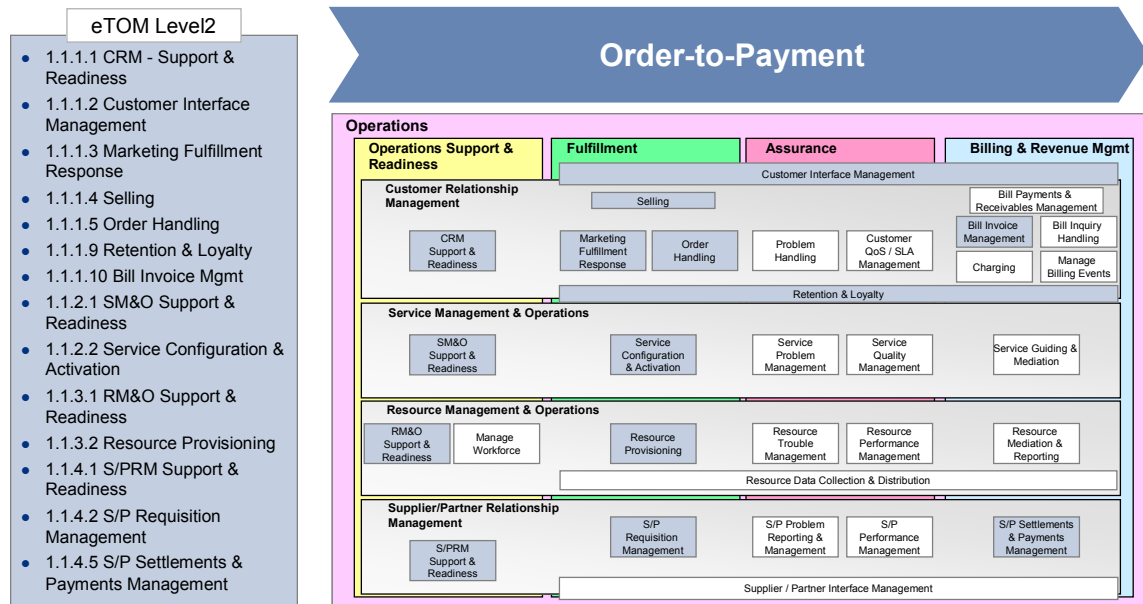 eTOM Level2
• 1.1.1.1 CRM - Support &
Readiness
• 1.1.1.2 Customer Interface
Management
• 1.1.1.3 Marketing Fulfillment
Response
• 1.1.1.4 Selling
• 1.1.1.5 Order Handling
• 1.1.1.9 Retention & Loyalty
• 1.1.1.10 Bill Invoice Mgmt
• 1.1.2.1 SM&O Support &
Readiness
• 1.1.2.2 Service Configuration &
Activation
• 1.1.3.1 RM&O Support &
Readiness
• 1.1.3.2 Resource Provisioning
• 1.1.4.1 S/PRM Support &
Readiness
• 1.1.4.2 S/P Requisition
Management
• 1.1.4.5 S/P Settlements &
Payments Management
Order-to-Payment
Operations
Operations Support &
Readiness
Fulfillment
Assurance
Billing & Revenue Mgmt
Customer Interface Management
Customer Relationship
Management
Selling
Bill Payments &
Receivables Management
CRM
Support &
Readiness
Marketing
Fulfillment
Response
Order
Handling
Problem
Handling
Customer
QoS / SLA
Management
Bill Invoice
Management
Bill Inquiry
Handling
Charging
Manage
Billing Events
Retention & Loyalty
Service Management & Operations
SM&O
Support &
Readiness
Service
Configuration
& Activation
Service
Problem
Management
Service
Quality
Management
Service Guiding &
Mediation
Resource Management & Operations
RM&O
Support &
Readiness
Manage
Workforce
Resource
Provisioning
Resource
Trouble
Management
Resource
Performance
Management
Resource
Mediation &
Reporting
Resource Data Collection & Distribution
Supplier/Partner Relationship
Management
S/PRM
Support &
Readiness
S/P
Requisition
Management
S/P Problem
Reporting &
Management
S/P
Performance
Management
S/P Settlements
& Payments
Management
Supplier / Partner Interface Management